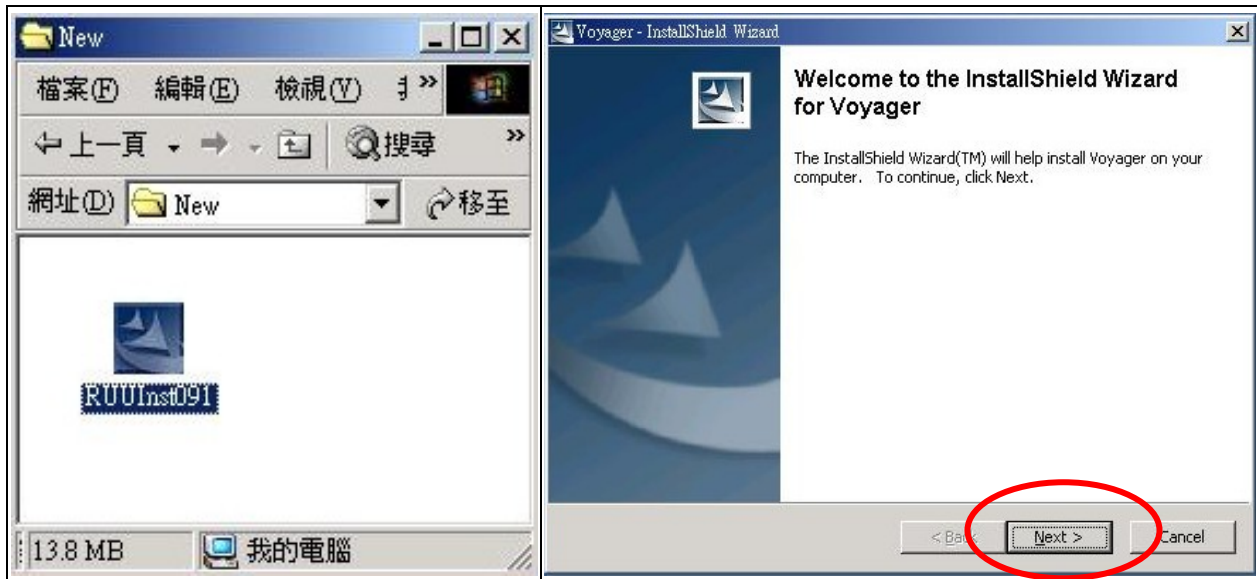 New
檔案(F) 編輯(E) 檢視(V) »
上一頁 搜尋 »
網址(D) New 移至
RUUInst091
13.8 MB 我的電腦
Voyager - InstallShield Wizard
Welcome to the InstallShield Wizard
for Voyager
The InstallShield Wizard(TM) will help install Voyager on your
computer. To continue, click Next.
< Back Next > Cancel